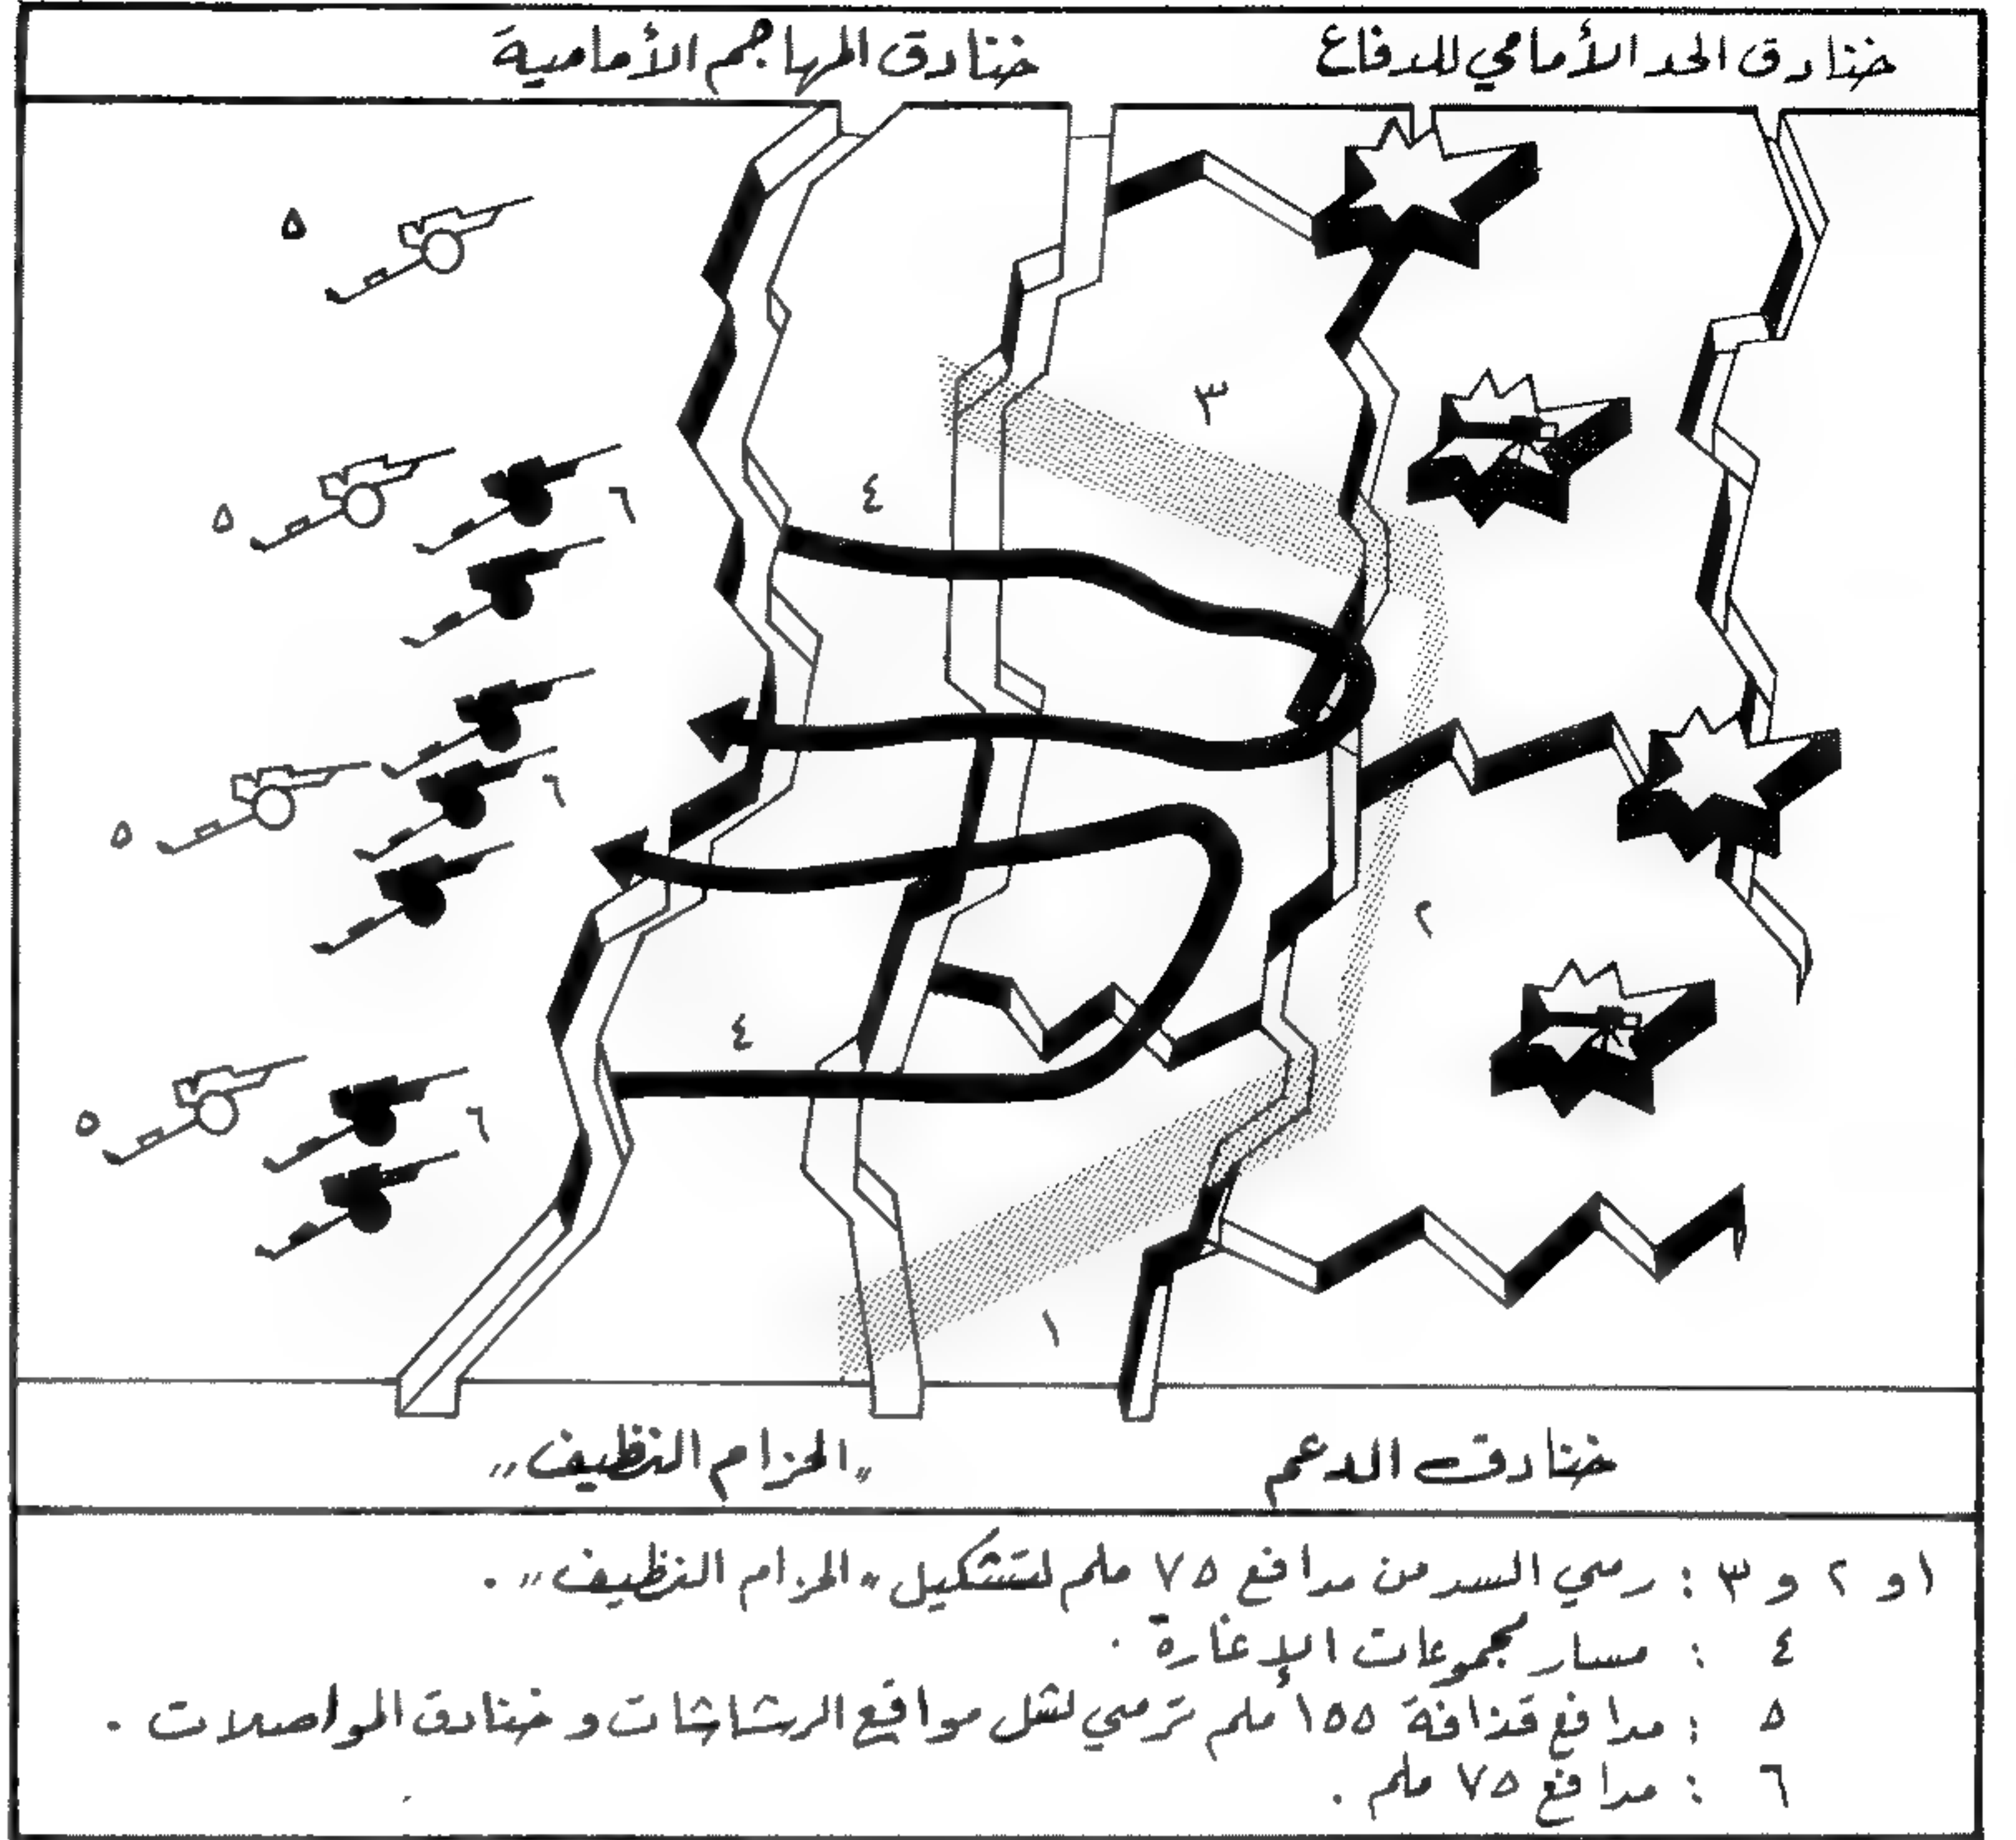 خنادق الحد الأمامي للدفاع
خنادق المهاجم الأمامية
٣
٤
٥
٥
٦
٦
٥
٢
٤
٥
٦
١
خنادق الدعم
"الحزام النظيف"
١ و ٢ و ٣ : رمي السد من مدافع ٧٥ ملم لتشكيل "الحزام النظيف" .
٤ : مسار مجموعات الإغارة .
٥ : مدافع قذافة ١٥٥ ملم ترمي لشل مواقع الرشاشات و خنادق المواصلات .
٦ : مدافع ٧٥ ملم .